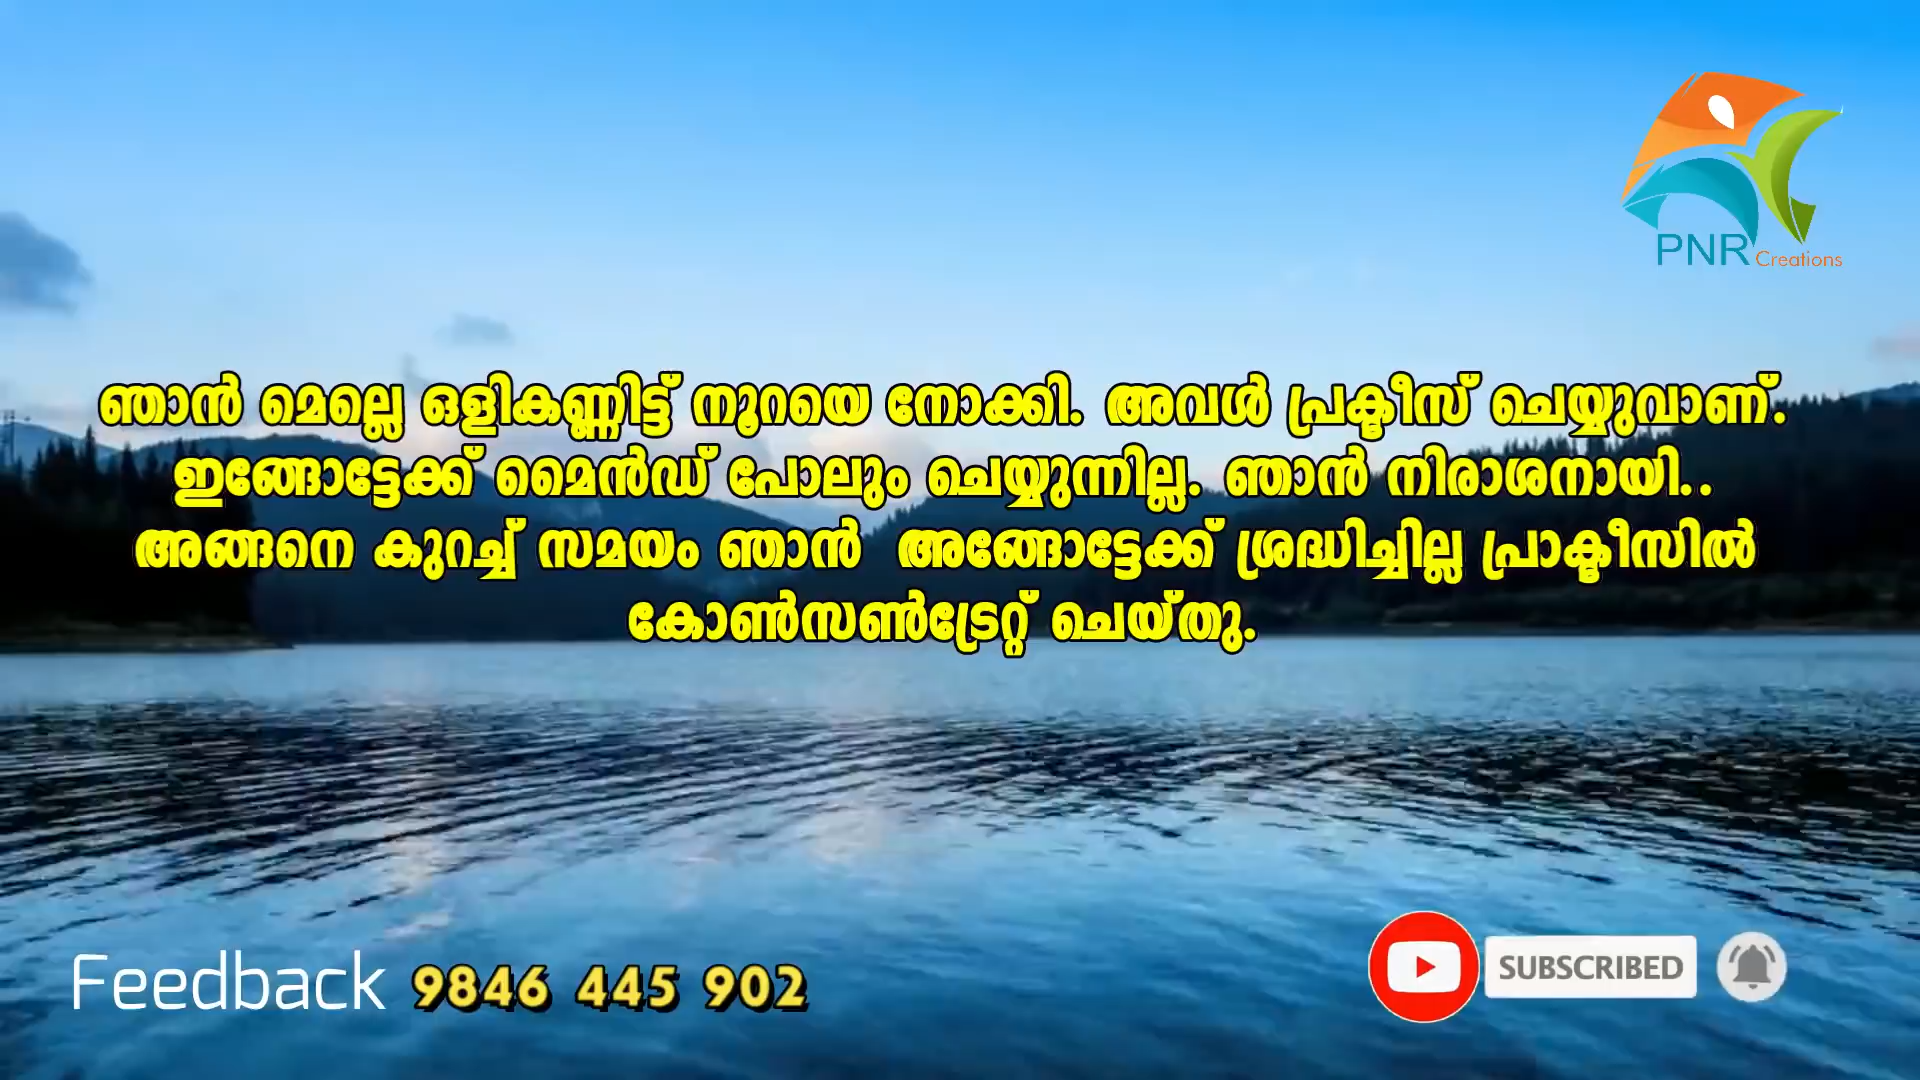 PNR Creations
ഞാൻ മെല്ലെ ഒളികണ്ണിട്ട് നൂറയെ നോക്കി. അവൾ പ്രക്ടീസ് ചെയ്യുവാണ്.
ഇങ്ങോട്ടേക്ക് മൈൻഡ് പോലും ചെയ്യുന്നില്ല. ഞാൻ നിരാശനായി..
അങ്ങനെ കുറച്ച് സമയം ഞാൻ അങ്ങോട്ടേക്ക് ശ്രദ്ധിച്ചില്ല പ്രാക്ടീസിൽ
കോൺസൺട്രേറ്റ് ചെയ്തു.
Feedback 9846 445 902
SUBSCRIBED